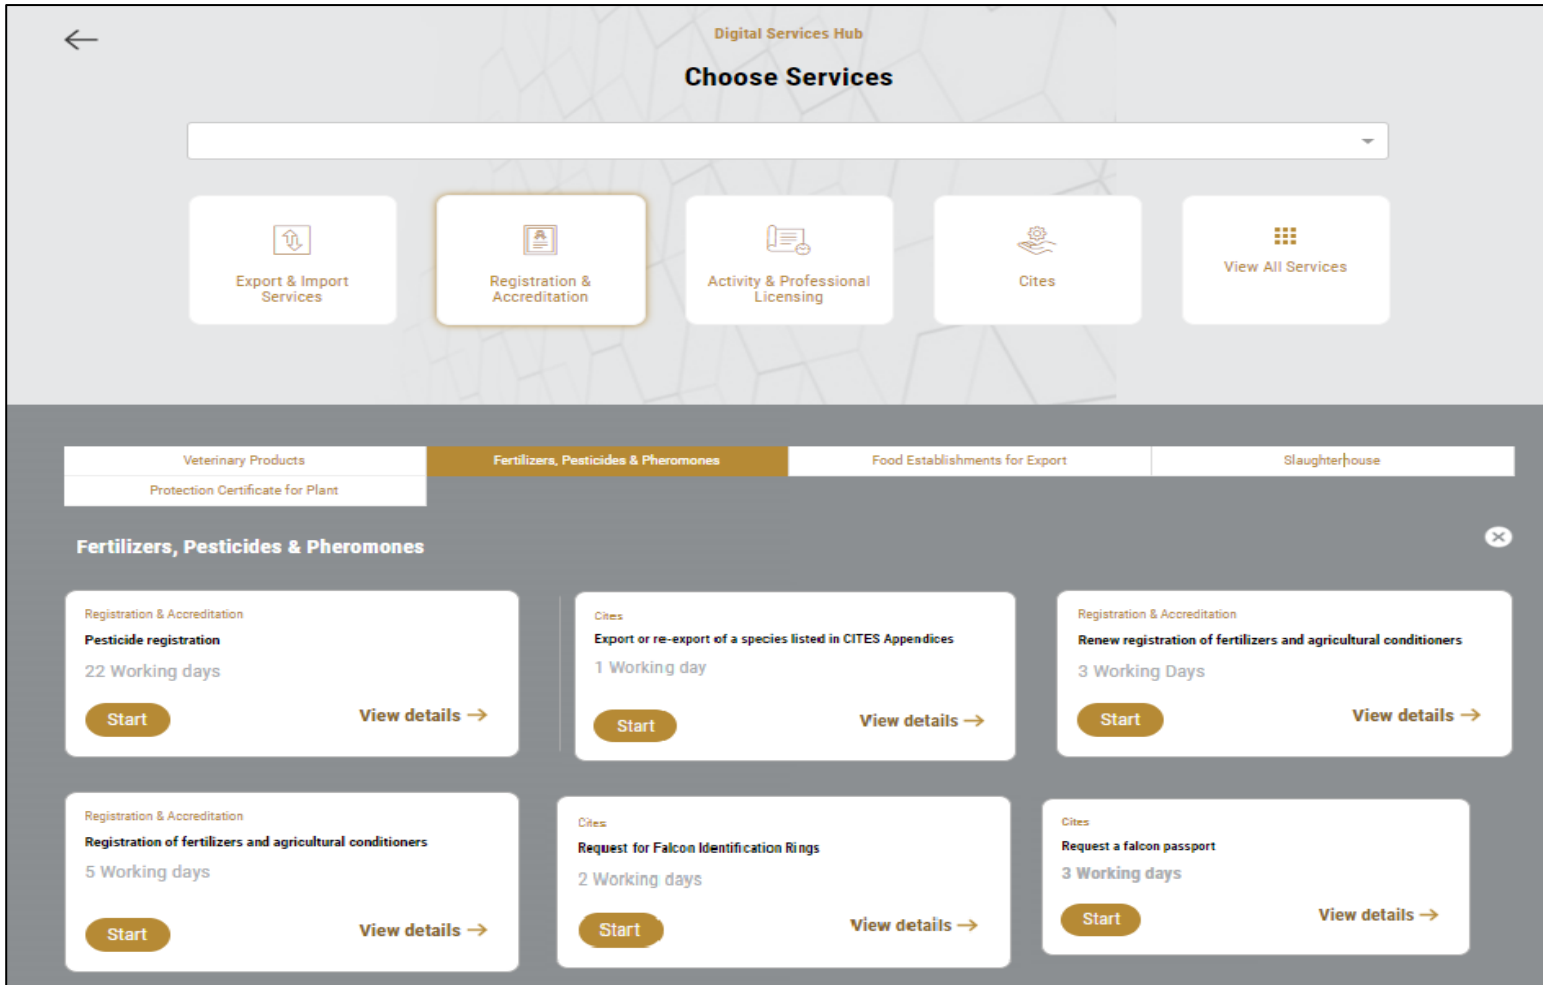 Digital Services Hub
Choose Services
Export & Import
Services
Registration &
Accreditation
Activity & Professional
Licensing
Cites
View All Services
Veterinary Products
Fertilizers, Pesticides & Pheromones
Food Establishments for Export
Slaughterhouse
Protection Certificate for Plant
Fertilizers, Pesticides & Pheromones
Registration & Accreditation
Pesticide registration
22 Working days
Start
View details
Cites
Export or re-export of a species listed in CITES Appendices
1 Working day
Start
View details
Registration & Accreditation
Renew registration of fertilizers and agricultural conditioners
3 Working Days
Start
View details
Registration & Accreditation
Registration of fertilizers and agricultural conditioners
5 Working days
Start
View details
Cites
Request for Falcon Identification Rings
2 Working days
Start
View details
Cites
Request a falcon passport
3 Working days
Start
View details